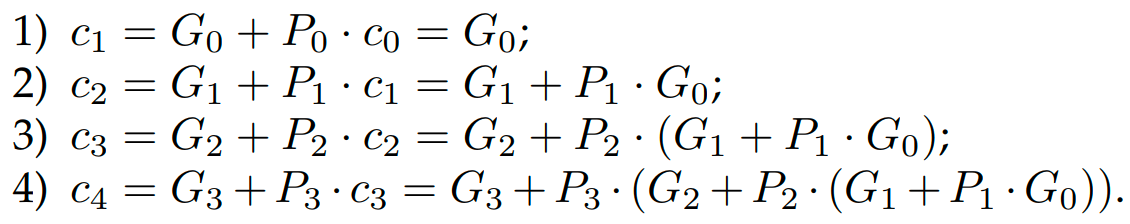 1) c₁ = G₀ + P₀ · c₀ = G₀;
2) c₂ = G₁ + P₁ · c₁ = G₁ + P₁ · G₀;
3) c₃ = G₂ + P₂ · c₂ = G₂ + P₂ · (G₁ + P₁ · G₀);
4) c₄ = G₃ + P₃ · c₃ = G₃ + P₃ · (G₂ + P₂ · (G₁ + P₁ · G₀)).